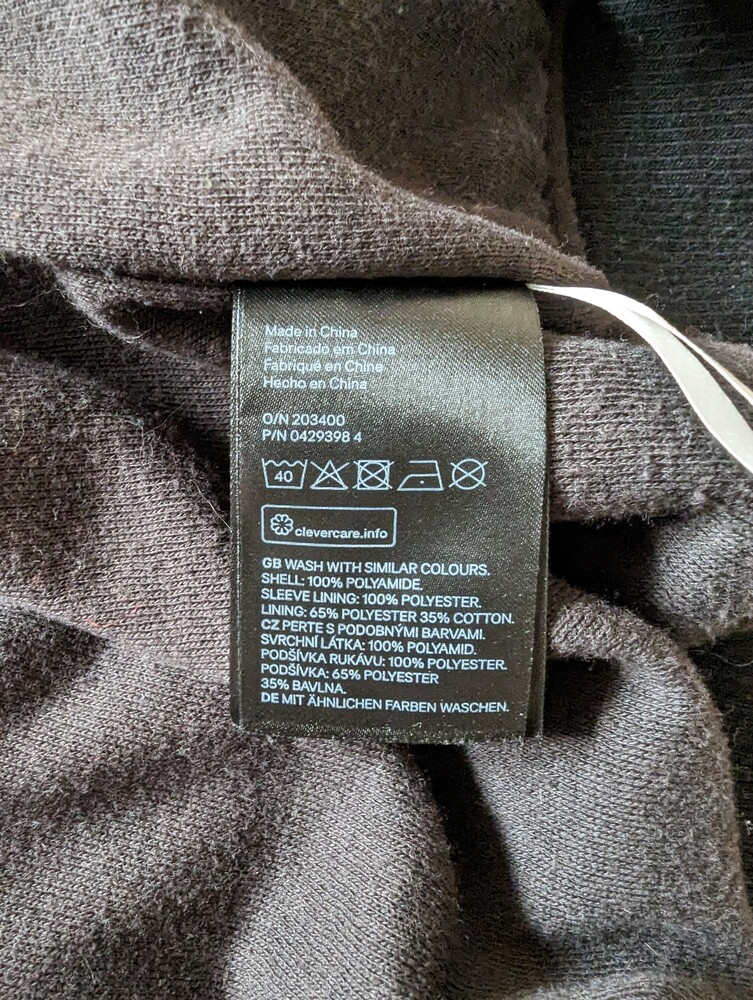 Made in China
Fabricado em China
Fabriqué en Chine
Hecho en China
O/N 203400
P/N 0429398 4
40
clevercare.info
GB WASH WITH SIMILAR COLOURS.
SHELL: 100% POLYAMIDE.
SLEEVE LINING: 100% POLYESTER.
LINING: 65% POLYESTER 35% COTTON.
CZ PERTE S PODOBNÝMI BARVAMI.
SVRCHNÍ LÁTKA: 100% POLYAMID.
PODŠÍVKA RUKÁVU: 100% POLYESTER.
PODŠÍVKA: 65% POLYESTER
35% BAVLNA.
DE MIT ÄHNLICHEN FARBEN WASCHEN.